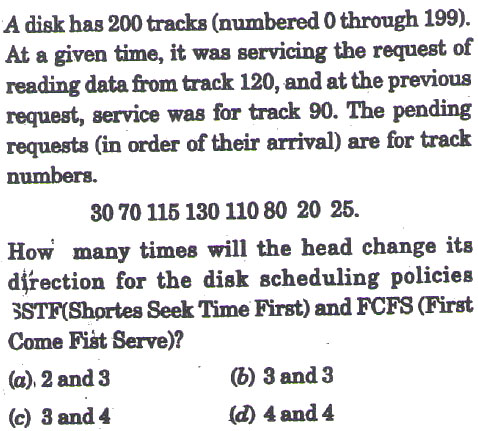 A disk has 200 tracks (numbered 0 through 199).
At a given time, it was servicing the request of
reading data from track 120, and at the previous
request, service was for track 90. The pending
requests (in order of their arrival) are for track
numbers.
30 70 115 130 110 80 20 25.
How many times will the head change its
direction for the disk scheduling policies
SSTF(Shortes Seek Time First) and FCFS (First
Come Fist Serve)?
(a). 2 and 3
(b) 3 and 3
(c) 3 and 4
(d) 4 and 4